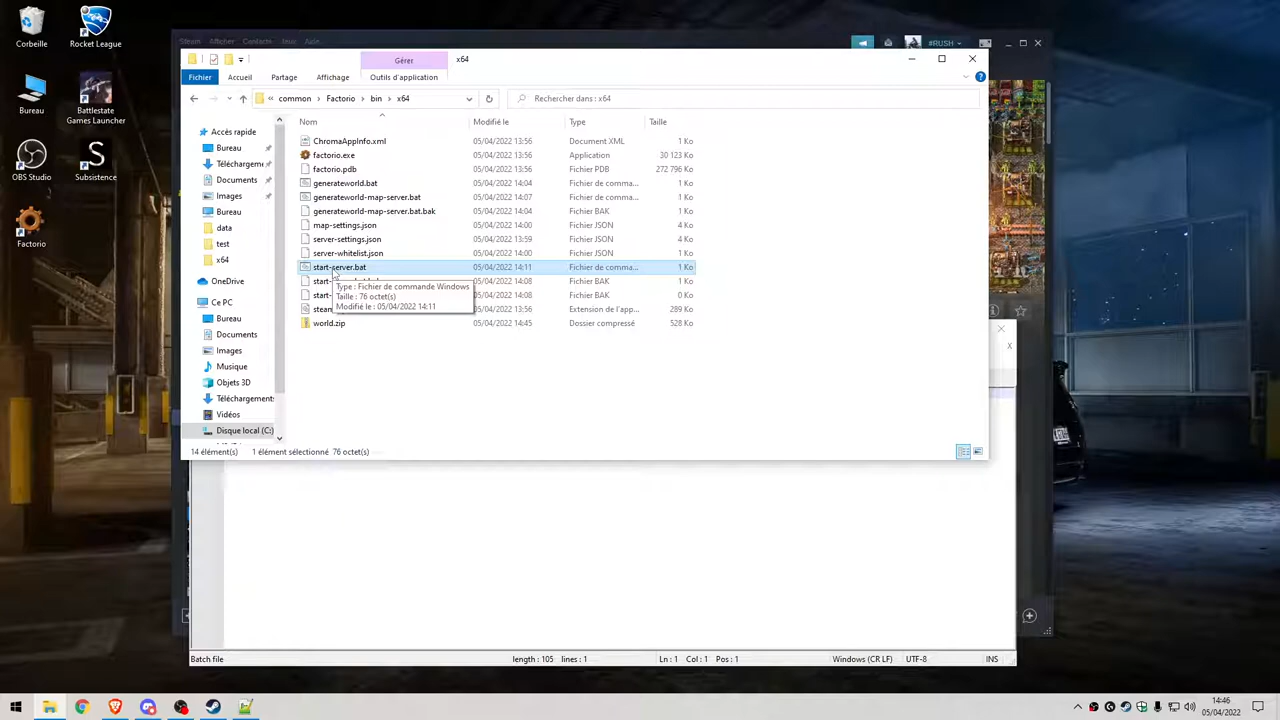 Corbeille
Rocket League
Bureau
Battlestate
Games Launcher
OBS Studio
Subsistence
Factorio
Steam Afficher Contacts Jeux Aide
#RUSH
Gérer
x64
Fichier
Accueil
Partage
Affichage
Outils d'application
« common > Factorio > bin > x64
Rechercher dans : x64
Nom
Modifié le
Type
Taille
ChromaAppInfo.xml 05/04/2022 13:56 Document XML 1 Ko
factorio.exe 05/04/2022 13:56 Application 30 123 Ko
factorio.pdb 05/04/2022 13:56 Fichier PDB 272 796 Ko
generateworld.bat 05/04/2022 14:04 Fichier de comma... 1 Ko
generateworld-map-server.bat 05/04/2022 14:07 Fichier de comma... 1 Ko
generateworld-map-server.bat.bak 05/04/2022 14:04 Fichier BAK 1 Ko
map-settings.json 05/04/2022 14:00 Fichier JSON 4 Ko
server-settings.json 05/04/2022 13:59 Fichier JSON 4 Ko
server-whitelist.json 05/04/2022 14:00 Fichier JSON 1 Ko
start-server.bat 05/04/2022 14:11 Fichier de comma... 1 Ko
start- 05/04/2022 14:08 Fichier BAK 1 Ko
start- 05/04/2022 14:08 Fichier BAK 0 Ko
steam 05/04/2022 13:56 Extension de l'app... 289 Ko
world.zip 05/04/2022 14:45 Dossier compressé 528 Ko
Type : Fichier de commande Windows
Taille : 76 octet(s)
Modifié le : 05/04/2022 14:11
Accès rapide
Bureau
Téléchargeme
Documents
Images
Bureau
data
test
x64
OneDrive
Ce PC
Bureau
Documents
Images
Musique
Objets 3D
Téléchargements
Vidéos
Disque local (C:)
14 élément(s)
1 élément sélectionné 76 octet(s)
X
Batch file
length : 105 lines : 1
Ln : 1 Col : 1 Pos : 1
Windows (CR LF)
UTF-8
INS
14:46
05/04/2022